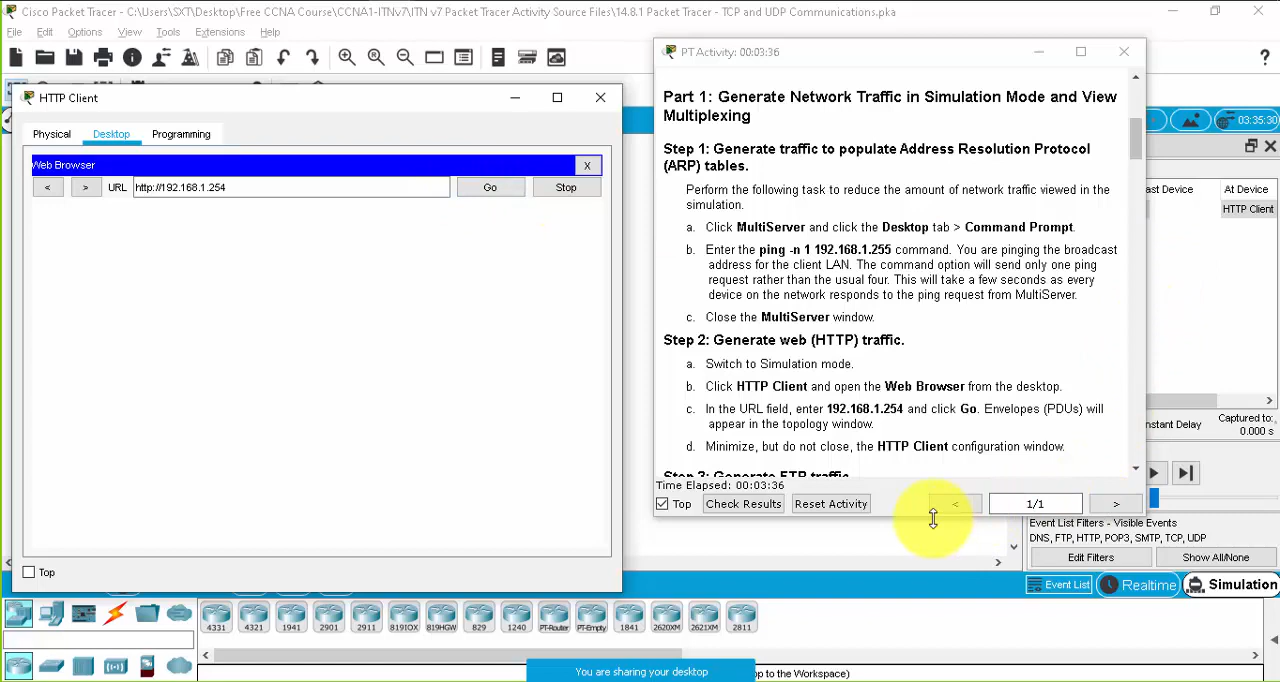 Cisco Packet Tracer - C:\Users\SXT\Desktop\Free CCNA Course\CCNA1-ITNv7\ITN v7 Packet Tracer Activity Source Files\14.8.1 Packet Tracer - TCP and UDP Communications.pka
File Edit Options View Tools Extensions Help
?
PT Activity: 00:03:36
HTTP Client
Physical Desktop Programming
Web Browser X
< > URL http://192.168.1.254 Go Stop
Top
Part 1: Generate Network Traffic in Simulation Mode and View
Multiplexing
Step 1: Generate traffic to populate Address Resolution Protocol
(ARP) tables.
Perform the following task to reduce the amount of network traffic viewed in the
simulation.
a. Click MultiServer and click the Desktop tab > Command Prompt.
b. Enter the ping -n 1 192.168.1.255 command. You are pinging the broadcast
address for the client LAN. The command option will send only one ping
request rather than the usual four. This will take a few seconds as every
device on the network responds to the ping request from MultiServer.
c. Close the MultiServer window.
Step 2: Generate web (HTTP) traffic.
a. Switch to Simulation mode.
b. Click HTTP Client and open the Web Browser from the desktop.
c. In the URL field, enter 192.168.1.254 and click Go. Envelopes (PDUs) will
appear in the topology window.
d. Minimize, but do not close, the HTTP Client configuration window.
Step 3: Generate FTP traffic.
Time Elapsed: 00:03:36
Top Check Results Reset Activity < 1/1 >
03:35:30
ast Device At Device
HTTP Client
nstant Delay Captured to:
0.000 s
Event List Filters - Visible Events
DNS, FTP, HTTP, POP3, SMTP, TCP, UDP
Edit Filters Show All/None
Event List Realtime Simulation
4331 4321 1941 2901 2911 819IOX 819HGW 829 1240 PT-Router PT-Empty 1841 2620XM 2621XM 2811
You are sharing your desktop
op to the Workspace)